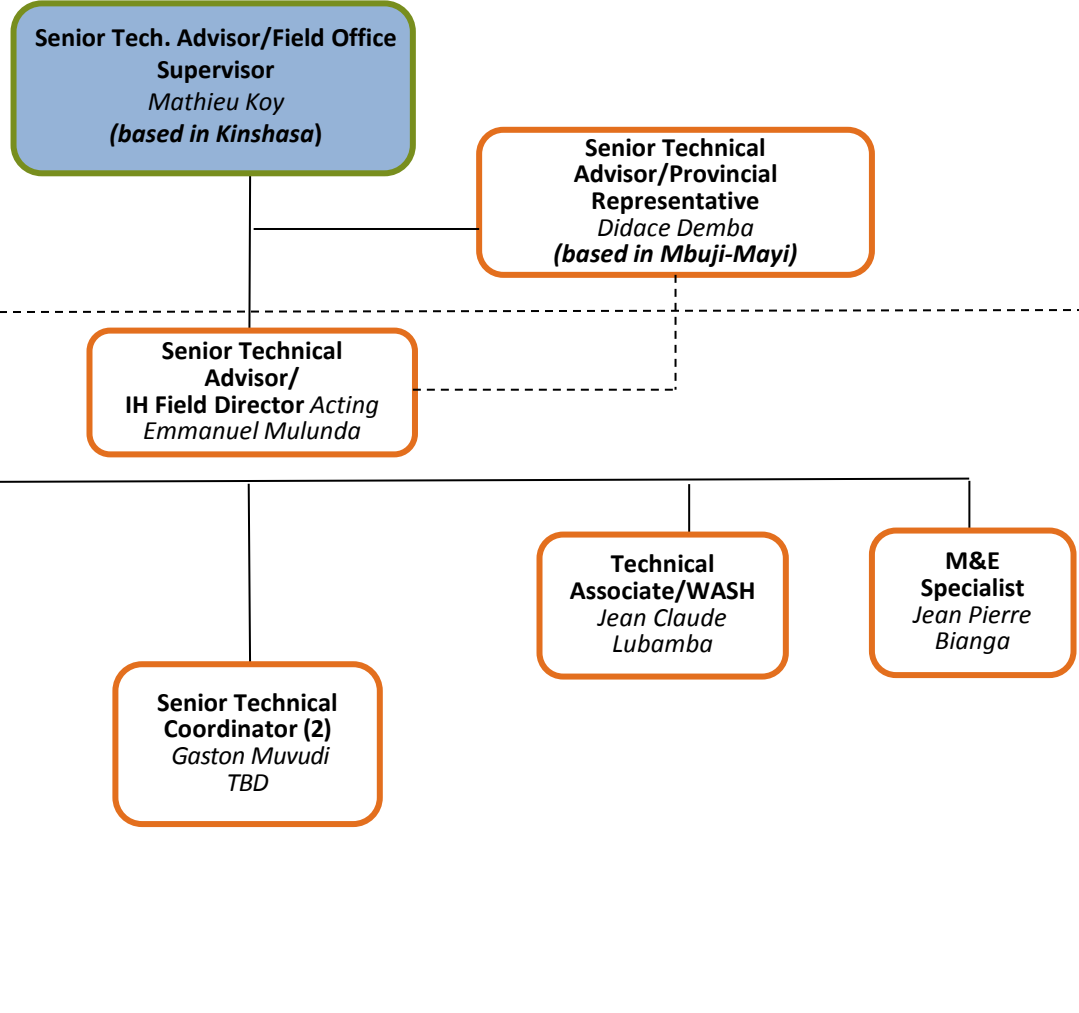 Senior Tech. Advisor/Field Office
Supervisor
Mathieu Koy
(based in Kinshasa)
Senior Technical
Advisor/Provincial
Representative
Didace Demba
(based in Mbuji-Mayi)
Senior Technical
Advisor/
IH Field Director Acting
Emmanuel Mulunda
Technical
Associate/WASH
Jean Claude
Lubamba
M&E
Specialist
Jean Pierre
Bianga
Senior Technical
Coordinator (2)
Gaston Muvudi
TBD